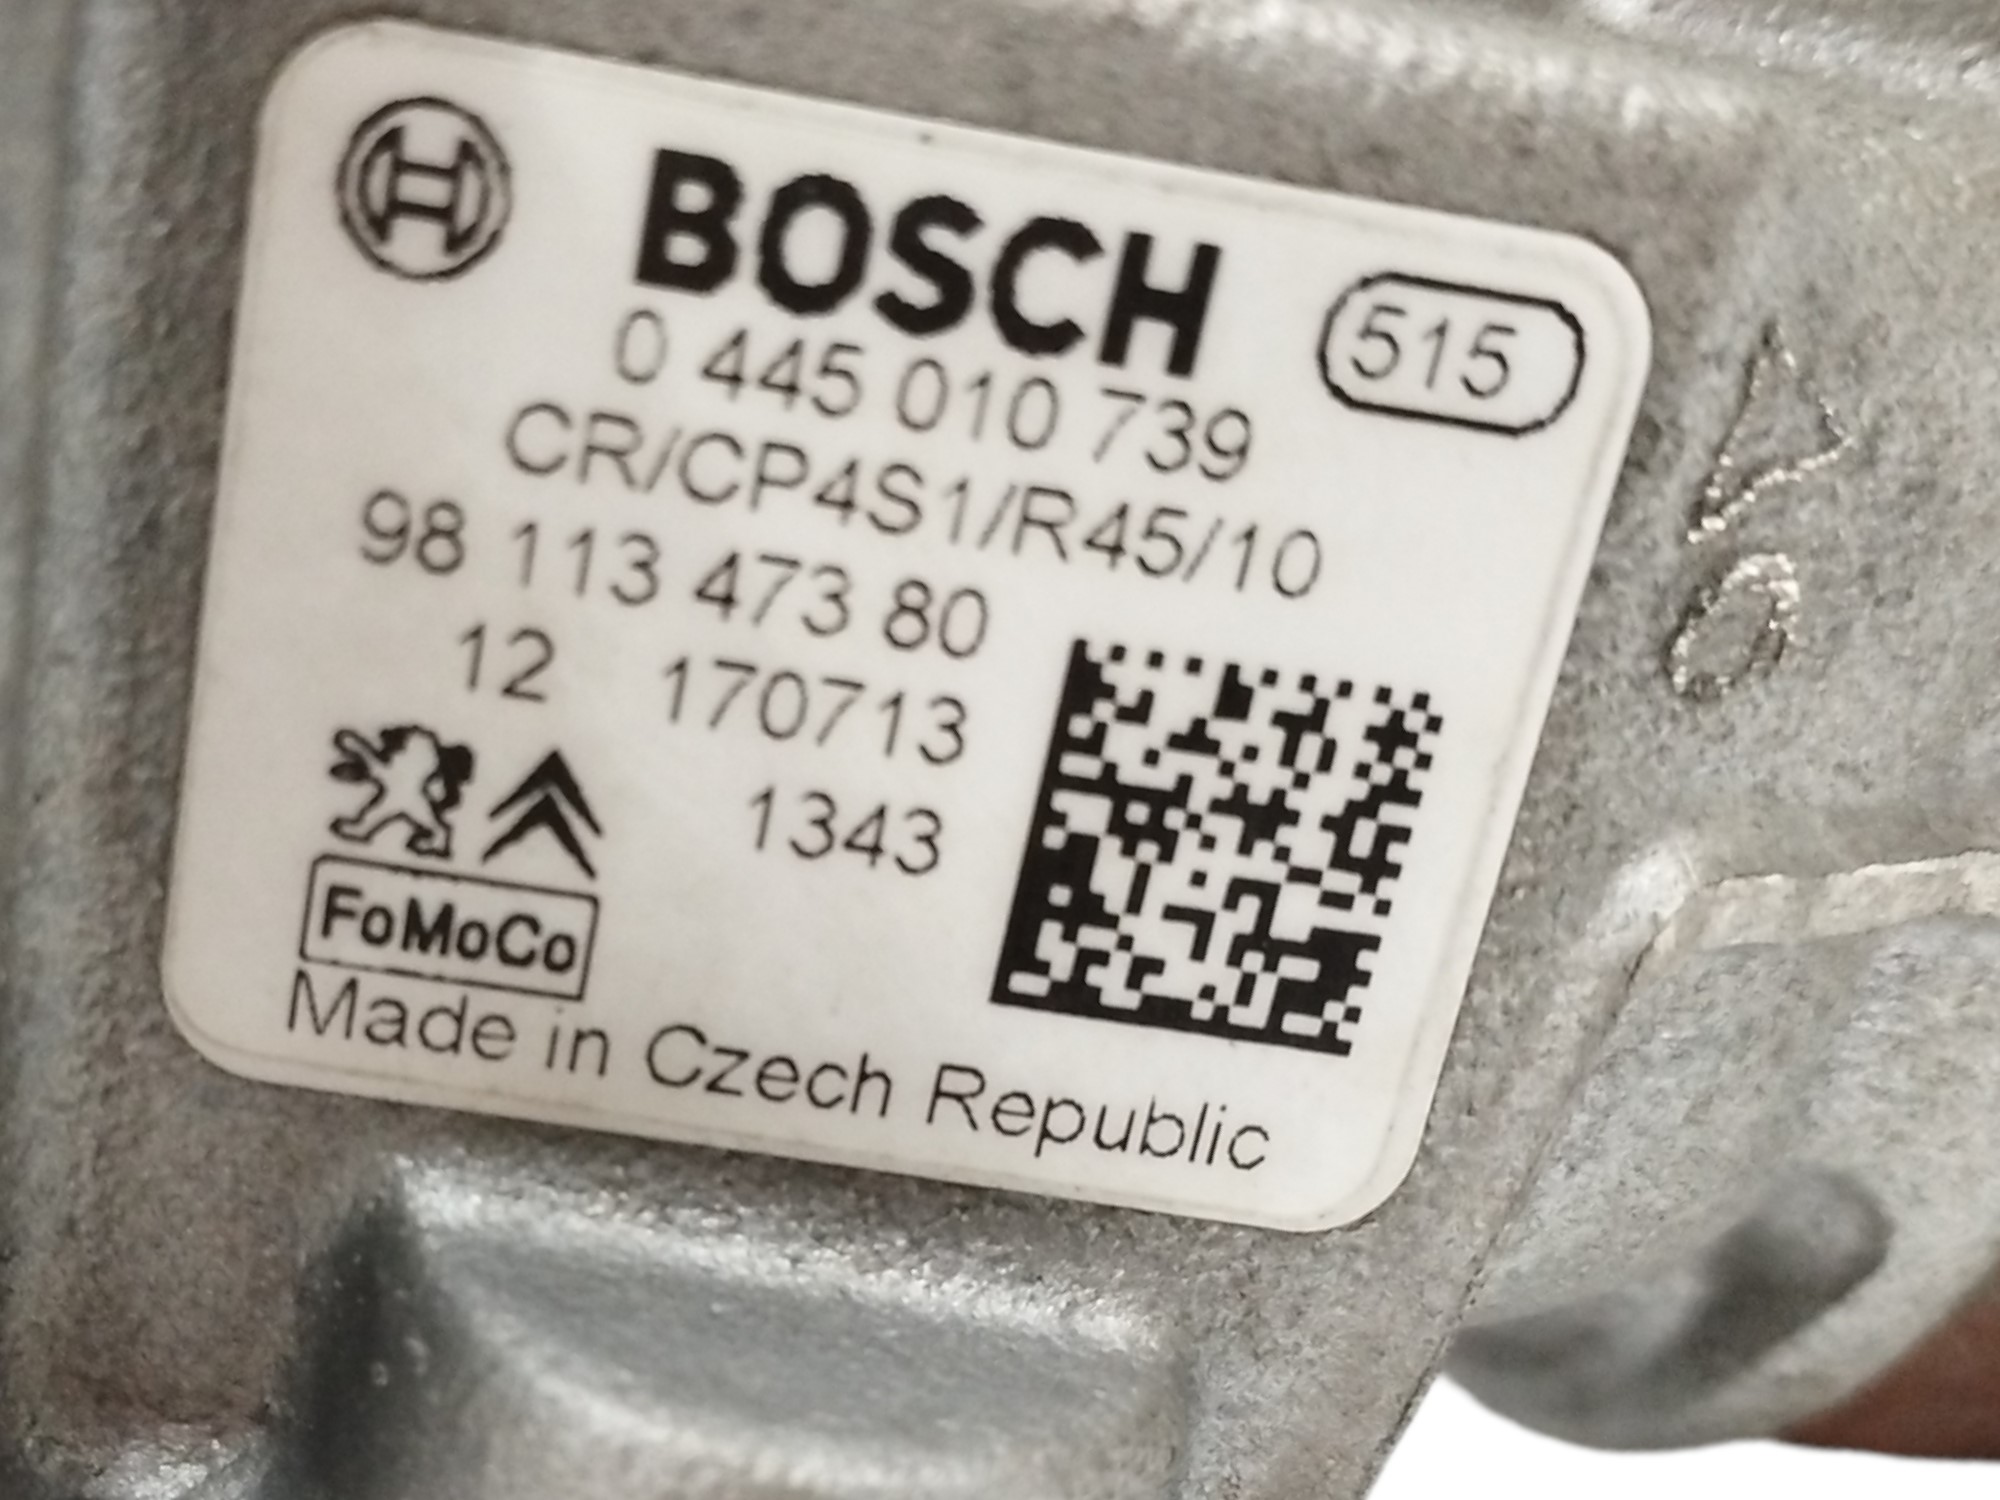 BOSCH
515
0 445 010 739
CR/CP4S1/R45/10
98 113 473 80
12 170713
1343
FoMoCo
Made in Czech Republic